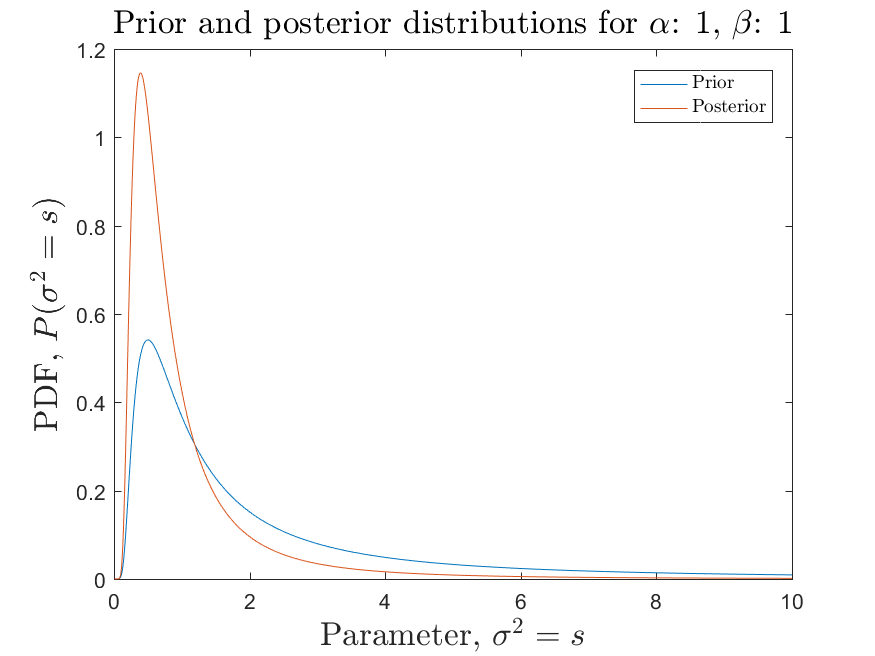 Prior and posterior distributions for α: 1, β: 1
1.2
1
0.8
0.6
0.4
0.2
0
PDF, P(σ² = s)
Prior
Posterior
0 2 4 6 8 10
Parameter, σ² = s